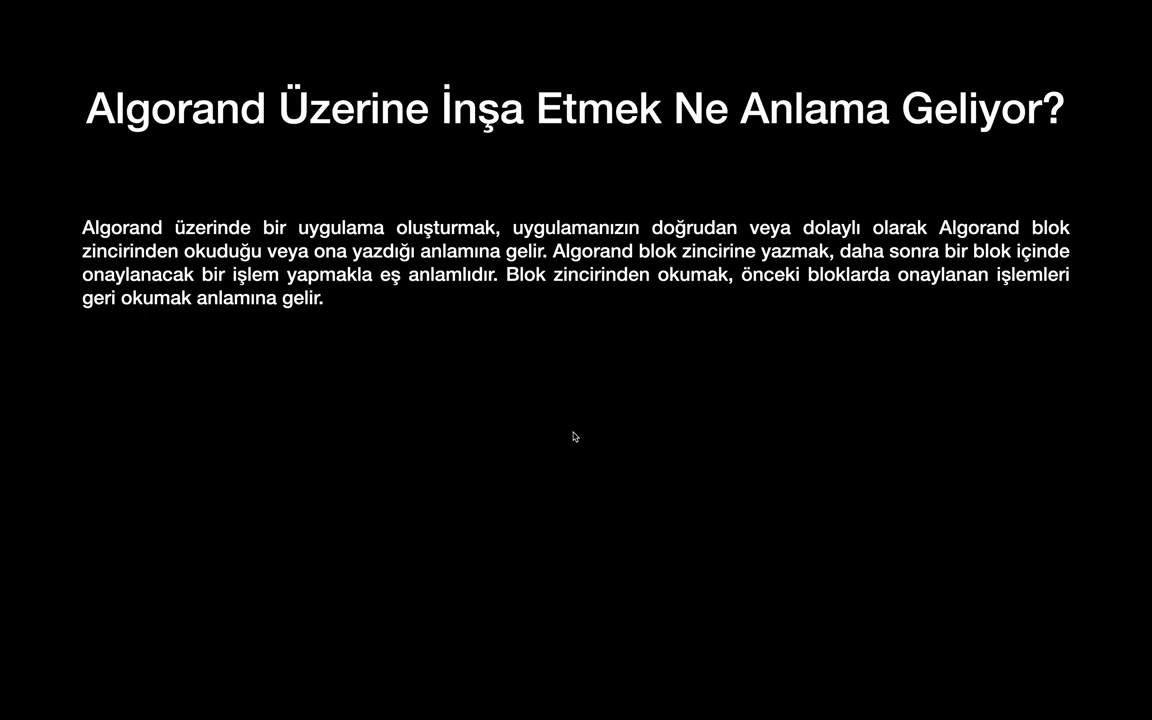 Algorand Üzerine İnşa Etmek Ne Anlama Geliyor?
Algorand üzerinde bir uygulama oluşturmak, uygulamanızın doğrudan veya dolaylı olarak Algorand blok
zincirinden okuduğu veya ona yazdığı anlamına gelir. Algorand blok zincirine yazmak, daha sonra bir blok içinde
onaylanacak bir işlem yapmakla eş anlamlıdır. Blok zincirinden okumak, önceki bloklarda onaylanan işlemleri
geri okumak anlamına gelir.